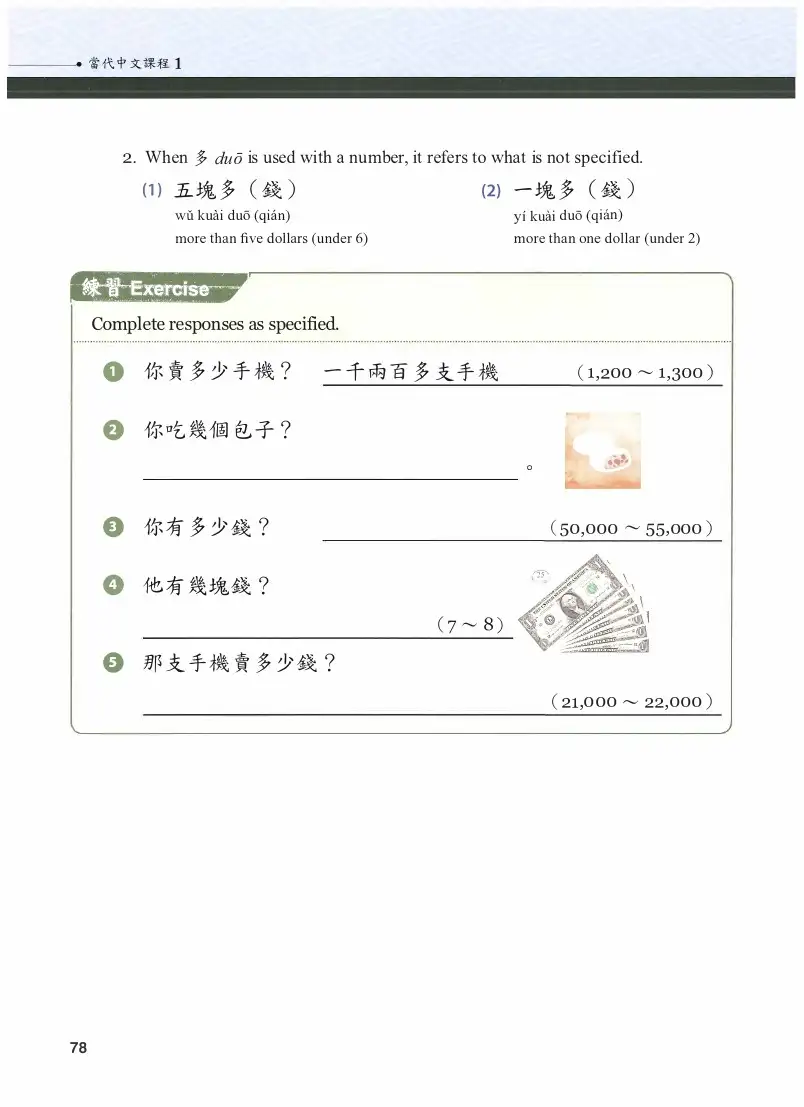 當代中文課程 1
2. When 多 duō is used with a number, it refers to what is not specified.
(1) 五塊多（錢）
wǔ kuài duō (qián)
more than five dollars (under 6)
(2) 一塊多（錢）
yí kuài duō (qián)
more than one dollar (under 2)
練習 Exercise
Complete responses as specified.
1 你賣多少手機？ 一千兩百多支手機 （1,200～1,300）
2 你吃幾個包子？
。
3 你有多少錢？ （50,000～55,000）
4 他有幾塊錢？
25
（7～8）
5 那支手機賣多少錢？
（21,000～22,000）
78